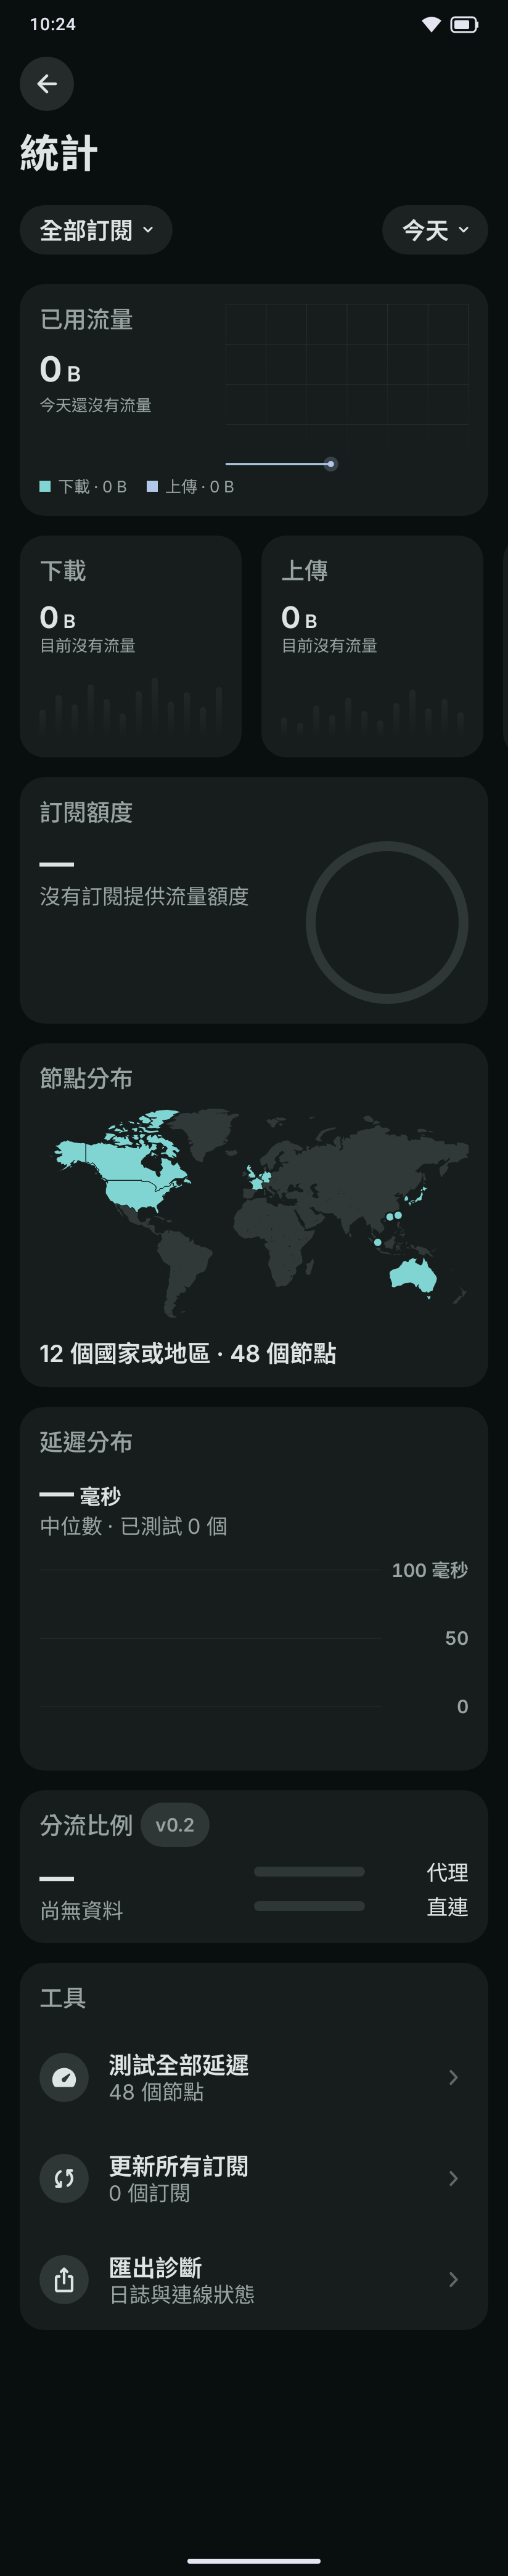 10:24
統計
全部訂閱
今天
已用流量
0 B
今天還沒有流量
下載 · 0 B
上傳 · 0 B
下載
0 B
目前沒有流量
上傳
0 B
目前沒有流量
訂閱額度
—
沒有訂閱提供流量額度
節點分布
12 個國家或地區 · 48 個節點
延遲分布
— 毫秒
中位數 · 已測試 0 個
100 毫秒
50
0
分流比例
v0.2
—
尚無資料
代理
直連
工具
測試全部延遲
48 個節點
更新所有訂閱
0 個訂閱
匯出診斷
日誌與連線狀態